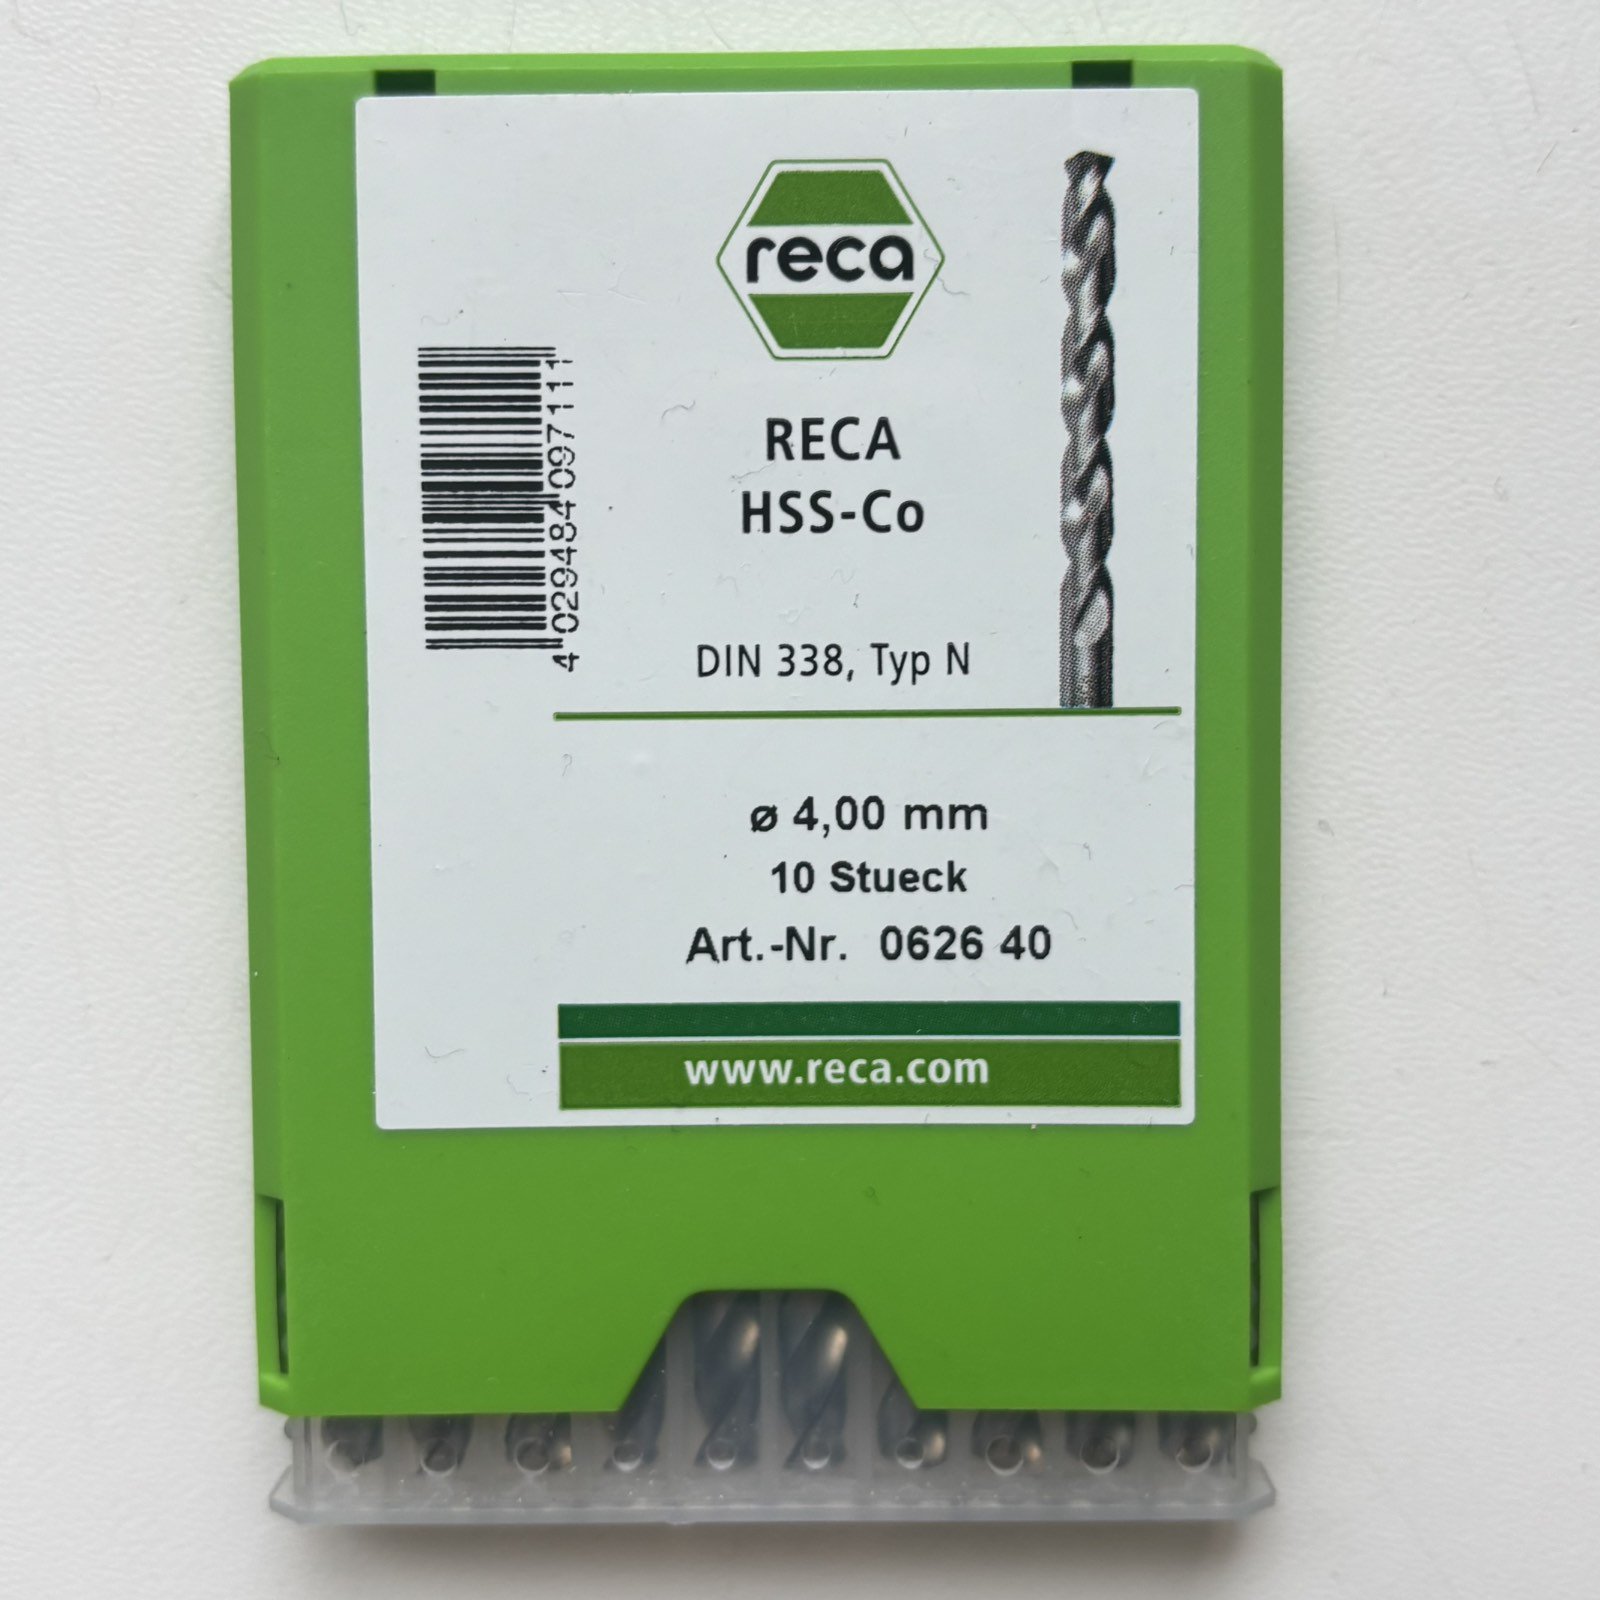 reca
RECA
HSS-Co
DIN 338, Typ N
4 029484 097111
ø 4,00 mm
10 Stueck
Art.-Nr. 0626 40
www.reca.com